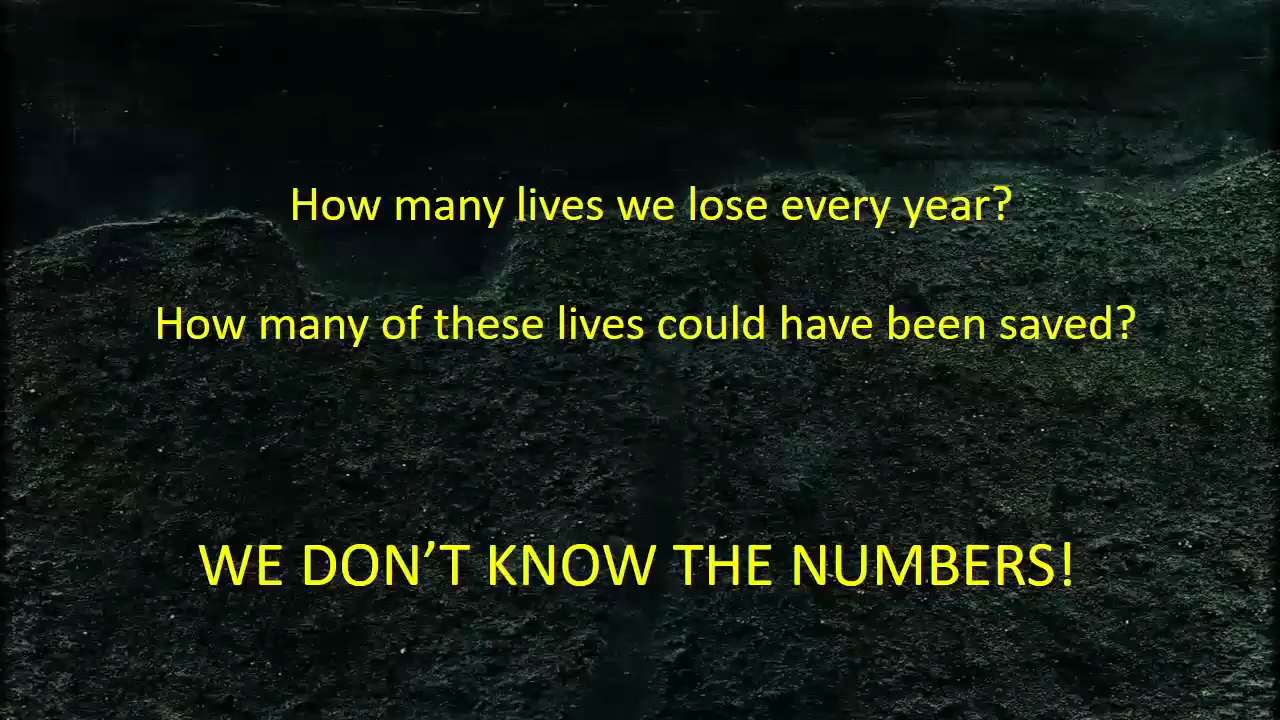 How many lives we lose every year?
How many of these lives could have been saved?
WE DON’T KNOW THE NUMBERS!